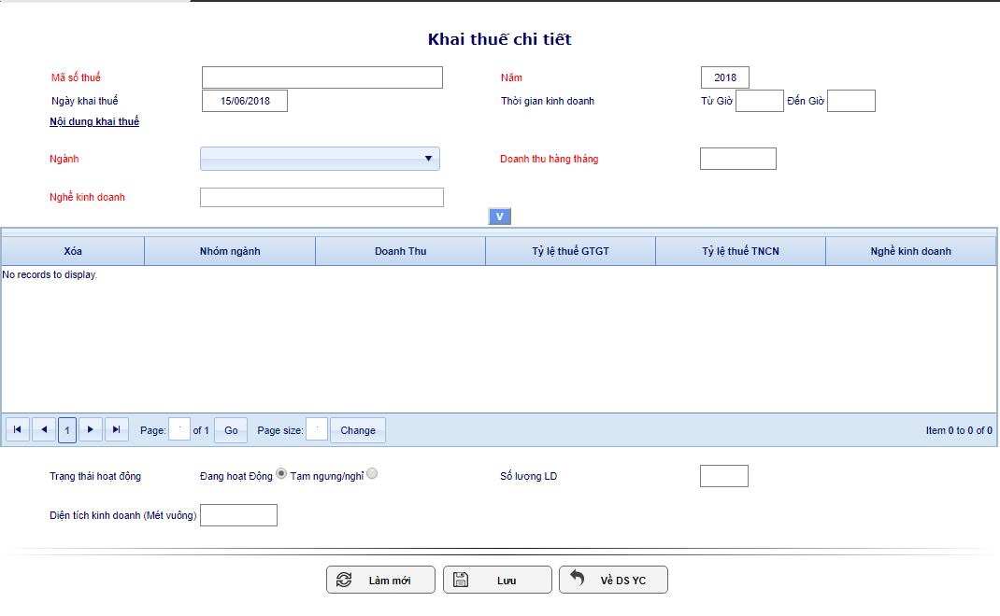 Khai thuế chi tiết
Mã số thuế Năm 2018
Ngày khai thuế 15/06/2018 Thời gian kinh doanh Từ Giờ Đến Giờ
Nội dung khai thuế
Ngành Doanh thu hàng tháng
Nghề kinh doanh
V
Xóa Nhóm ngành Doanh Thu Tỷ lệ thuế GTGT Tỷ lệ thuế TNCN Nghề kinh doanh
No records to display.
1 Page: of 1 Go Page size: Change Item 0 to 0 of 0
Trạng thái hoạt động Đang hoạt Động Tạm ngưng/nghỉ Số lượng LD
Diện tích kinh doanh (Mét vuông)
Làm mới Lưu Về DS YC